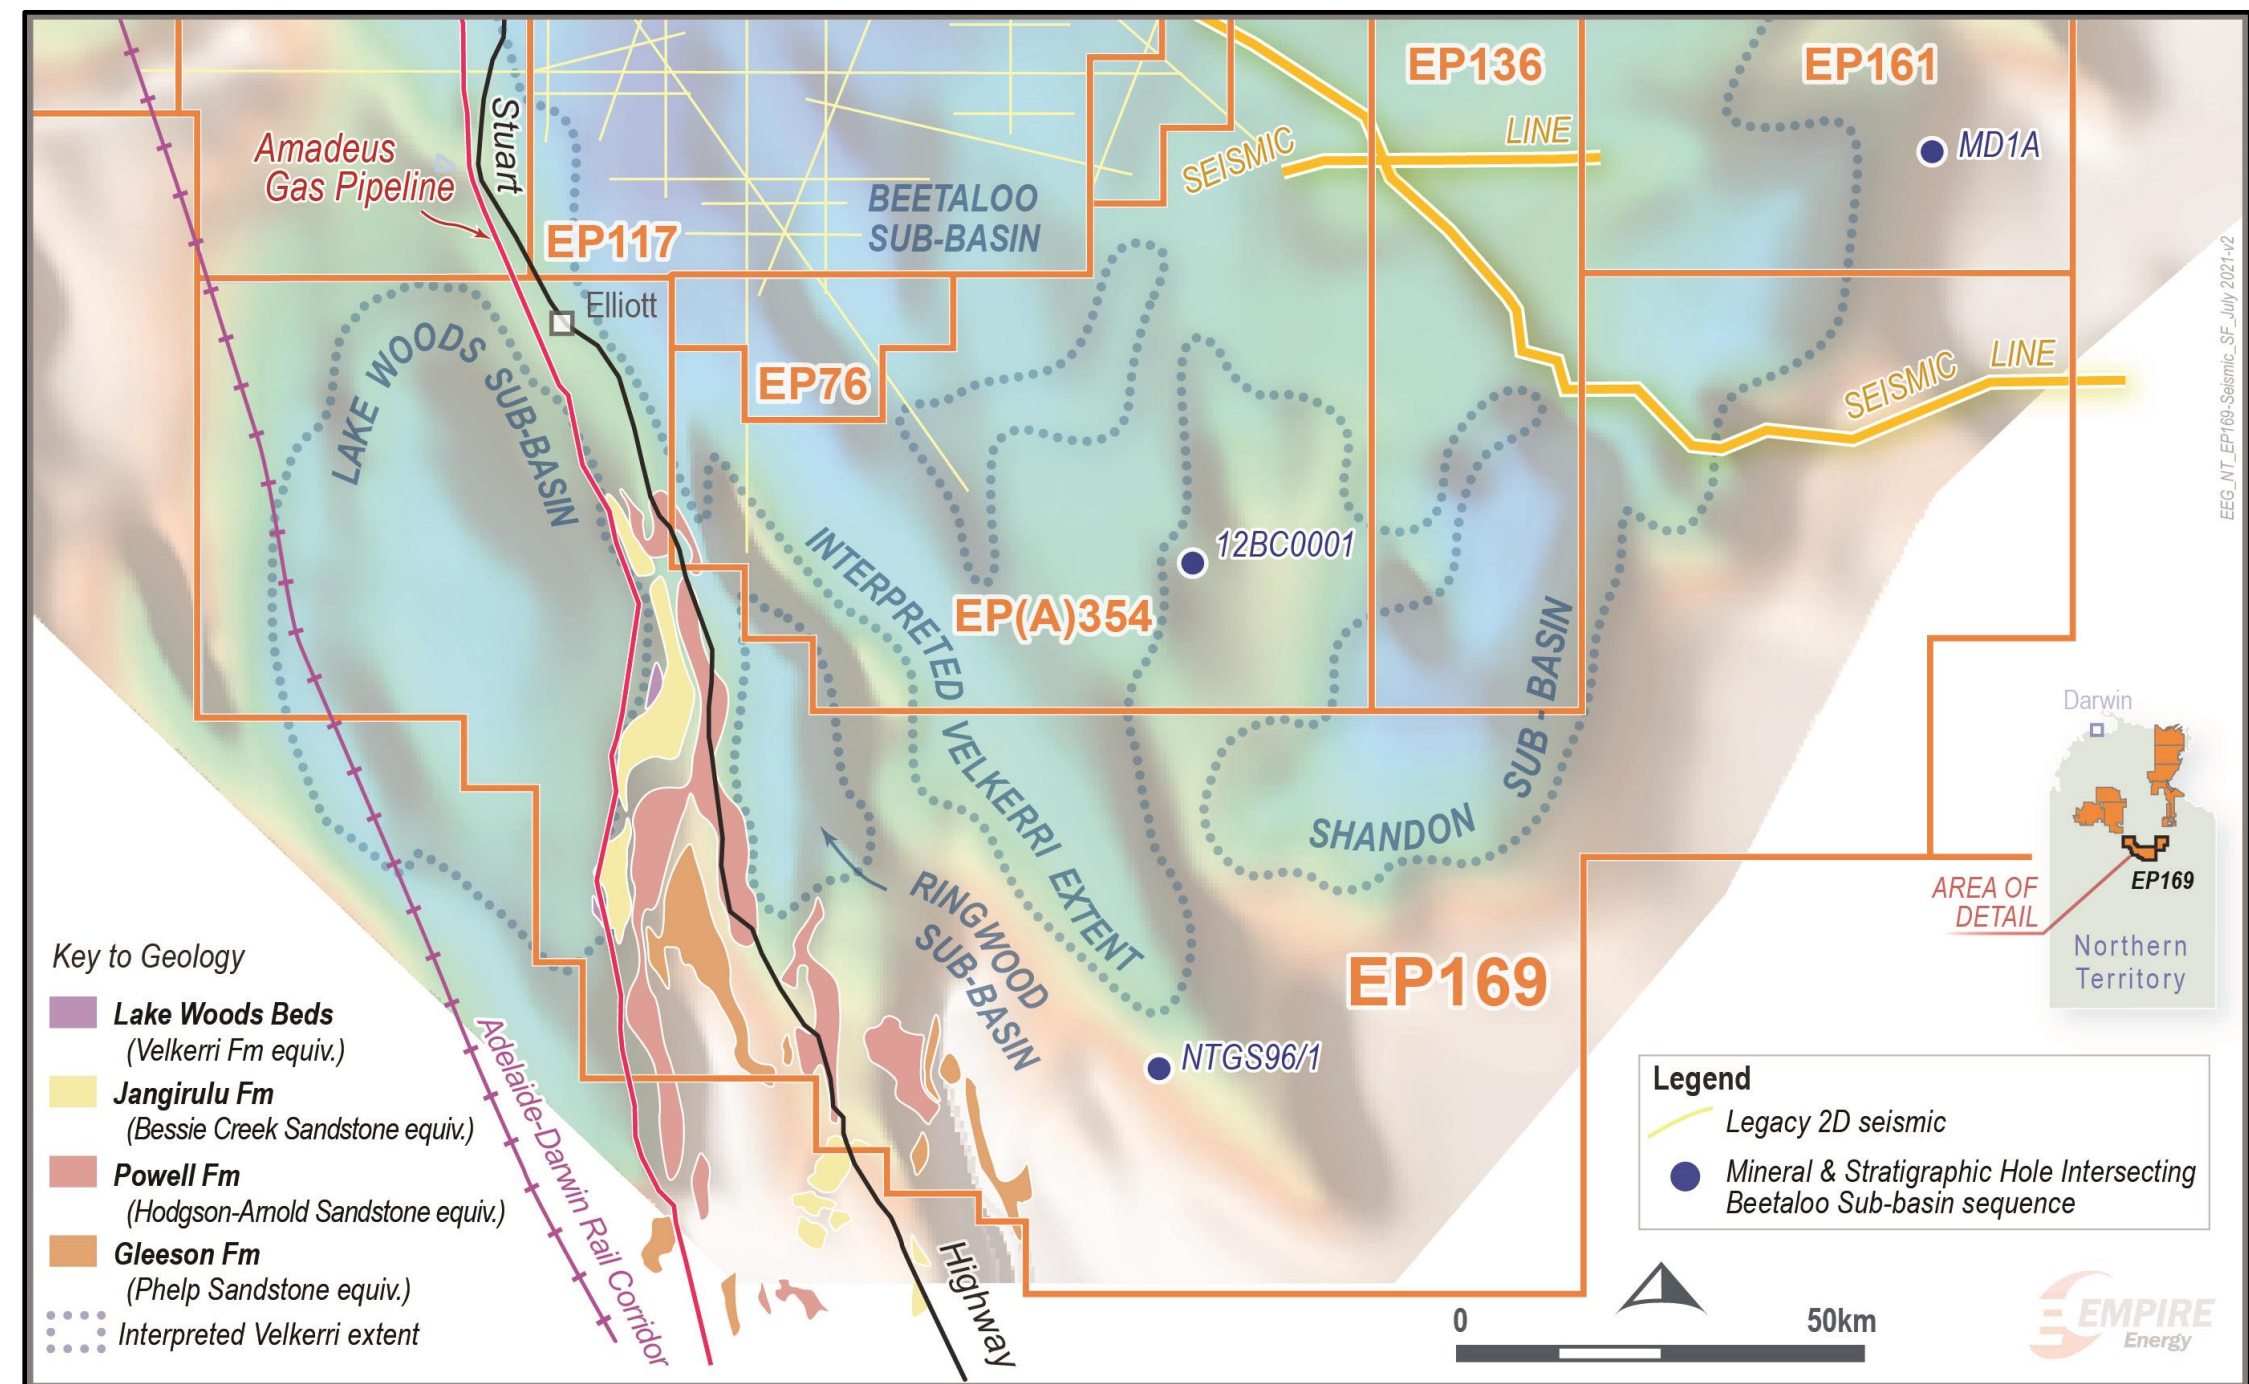 EP136
EP161
Stuart
Amadeus
Gas Pipeline
SEISMIC
LINE
MD1A
BEETALOO
SUB-BASIN
EP117
Elliott
EP76
LAKE WOODS SUB-BASIN
SEISMIC
LINE
EEG_NT_EP169-Seismic_SF_July 2021-v2
12BC0001
EP(A)354
INTERPRETED VELKERRI EXTENT
SHANDON SUB-BASIN
RINGWOOD
SUB-BASIN
EP169
NTGS96/1
Darwin
EP169
AREA OF
DETAIL
Northern
Territory
Key to Geology
Lake Woods Beds
(Velkerri Fm equiv.)
Jangirulu Fm
(Bessie Creek Sandstone equiv.)
Powell Fm
(Hodgson-Arnold Sandstone equiv.)
Gleeson Fm
(Phelp Sandstone equiv.)
Interpreted Velkerri extent
Adelaide-Darwin Rail Corridor
Highway
Legend
Legacy 2D seismic
Mineral & Stratigraphic Hole Intersecting
Beetaloo Sub-basin sequence
0
50km
EMPIRE
Energy